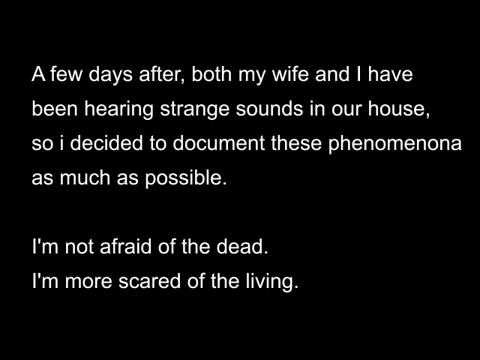 A few days after, both my wife and I have
been hearing strange sounds in our house,
so i decided to document these phenomenona
as much as possible.
I'm not afraid of the dead.
I'm more scared of the living.